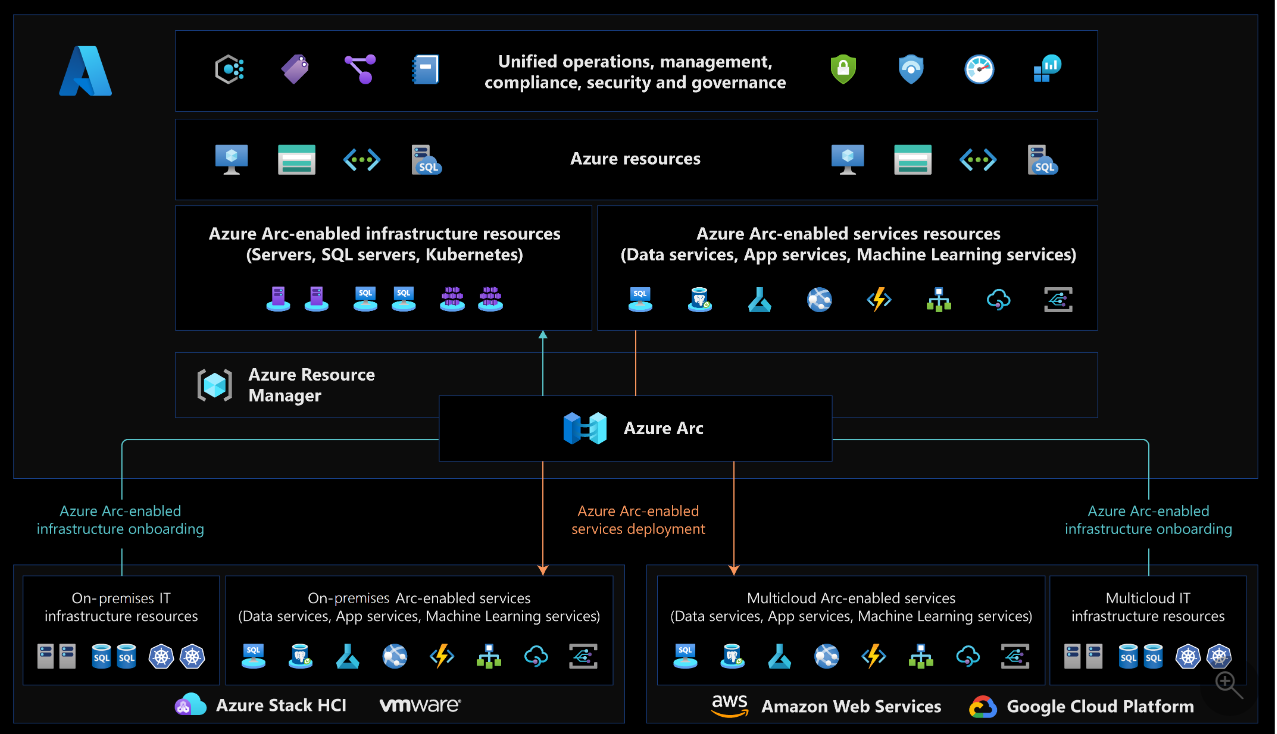 Unified operations, management,
compliance, security and governance
Azure resources
SQL
SQL
Azure Arc-enabled infrastructure resources
(Servers, SQL servers, Kubernetes)
SQL
SQL
Azure Arc-enabled services resources
(Data services, App services, Machine Learning services)
SQL
Azure Resource
Manager
Azure Arc
Azure Arc-enabled
infrastructure onboarding
Azure Arc-enabled
services deployment
Azure Arc-enabled
infrastructure onboarding
On-premises IT
infrastructure resources
SQL
SQL
On-premises Arc-enabled services
(Data services, App services, Machine Learning services)
SQL
Azure Stack HCI
vmware
Multicloud Arc-enabled services
(Data services, App services, Machine Learning services)
SQL
Multicloud IT
infrastructure resources
SQL
SQL
aws
Amazon Web Services
Google Cloud Platform